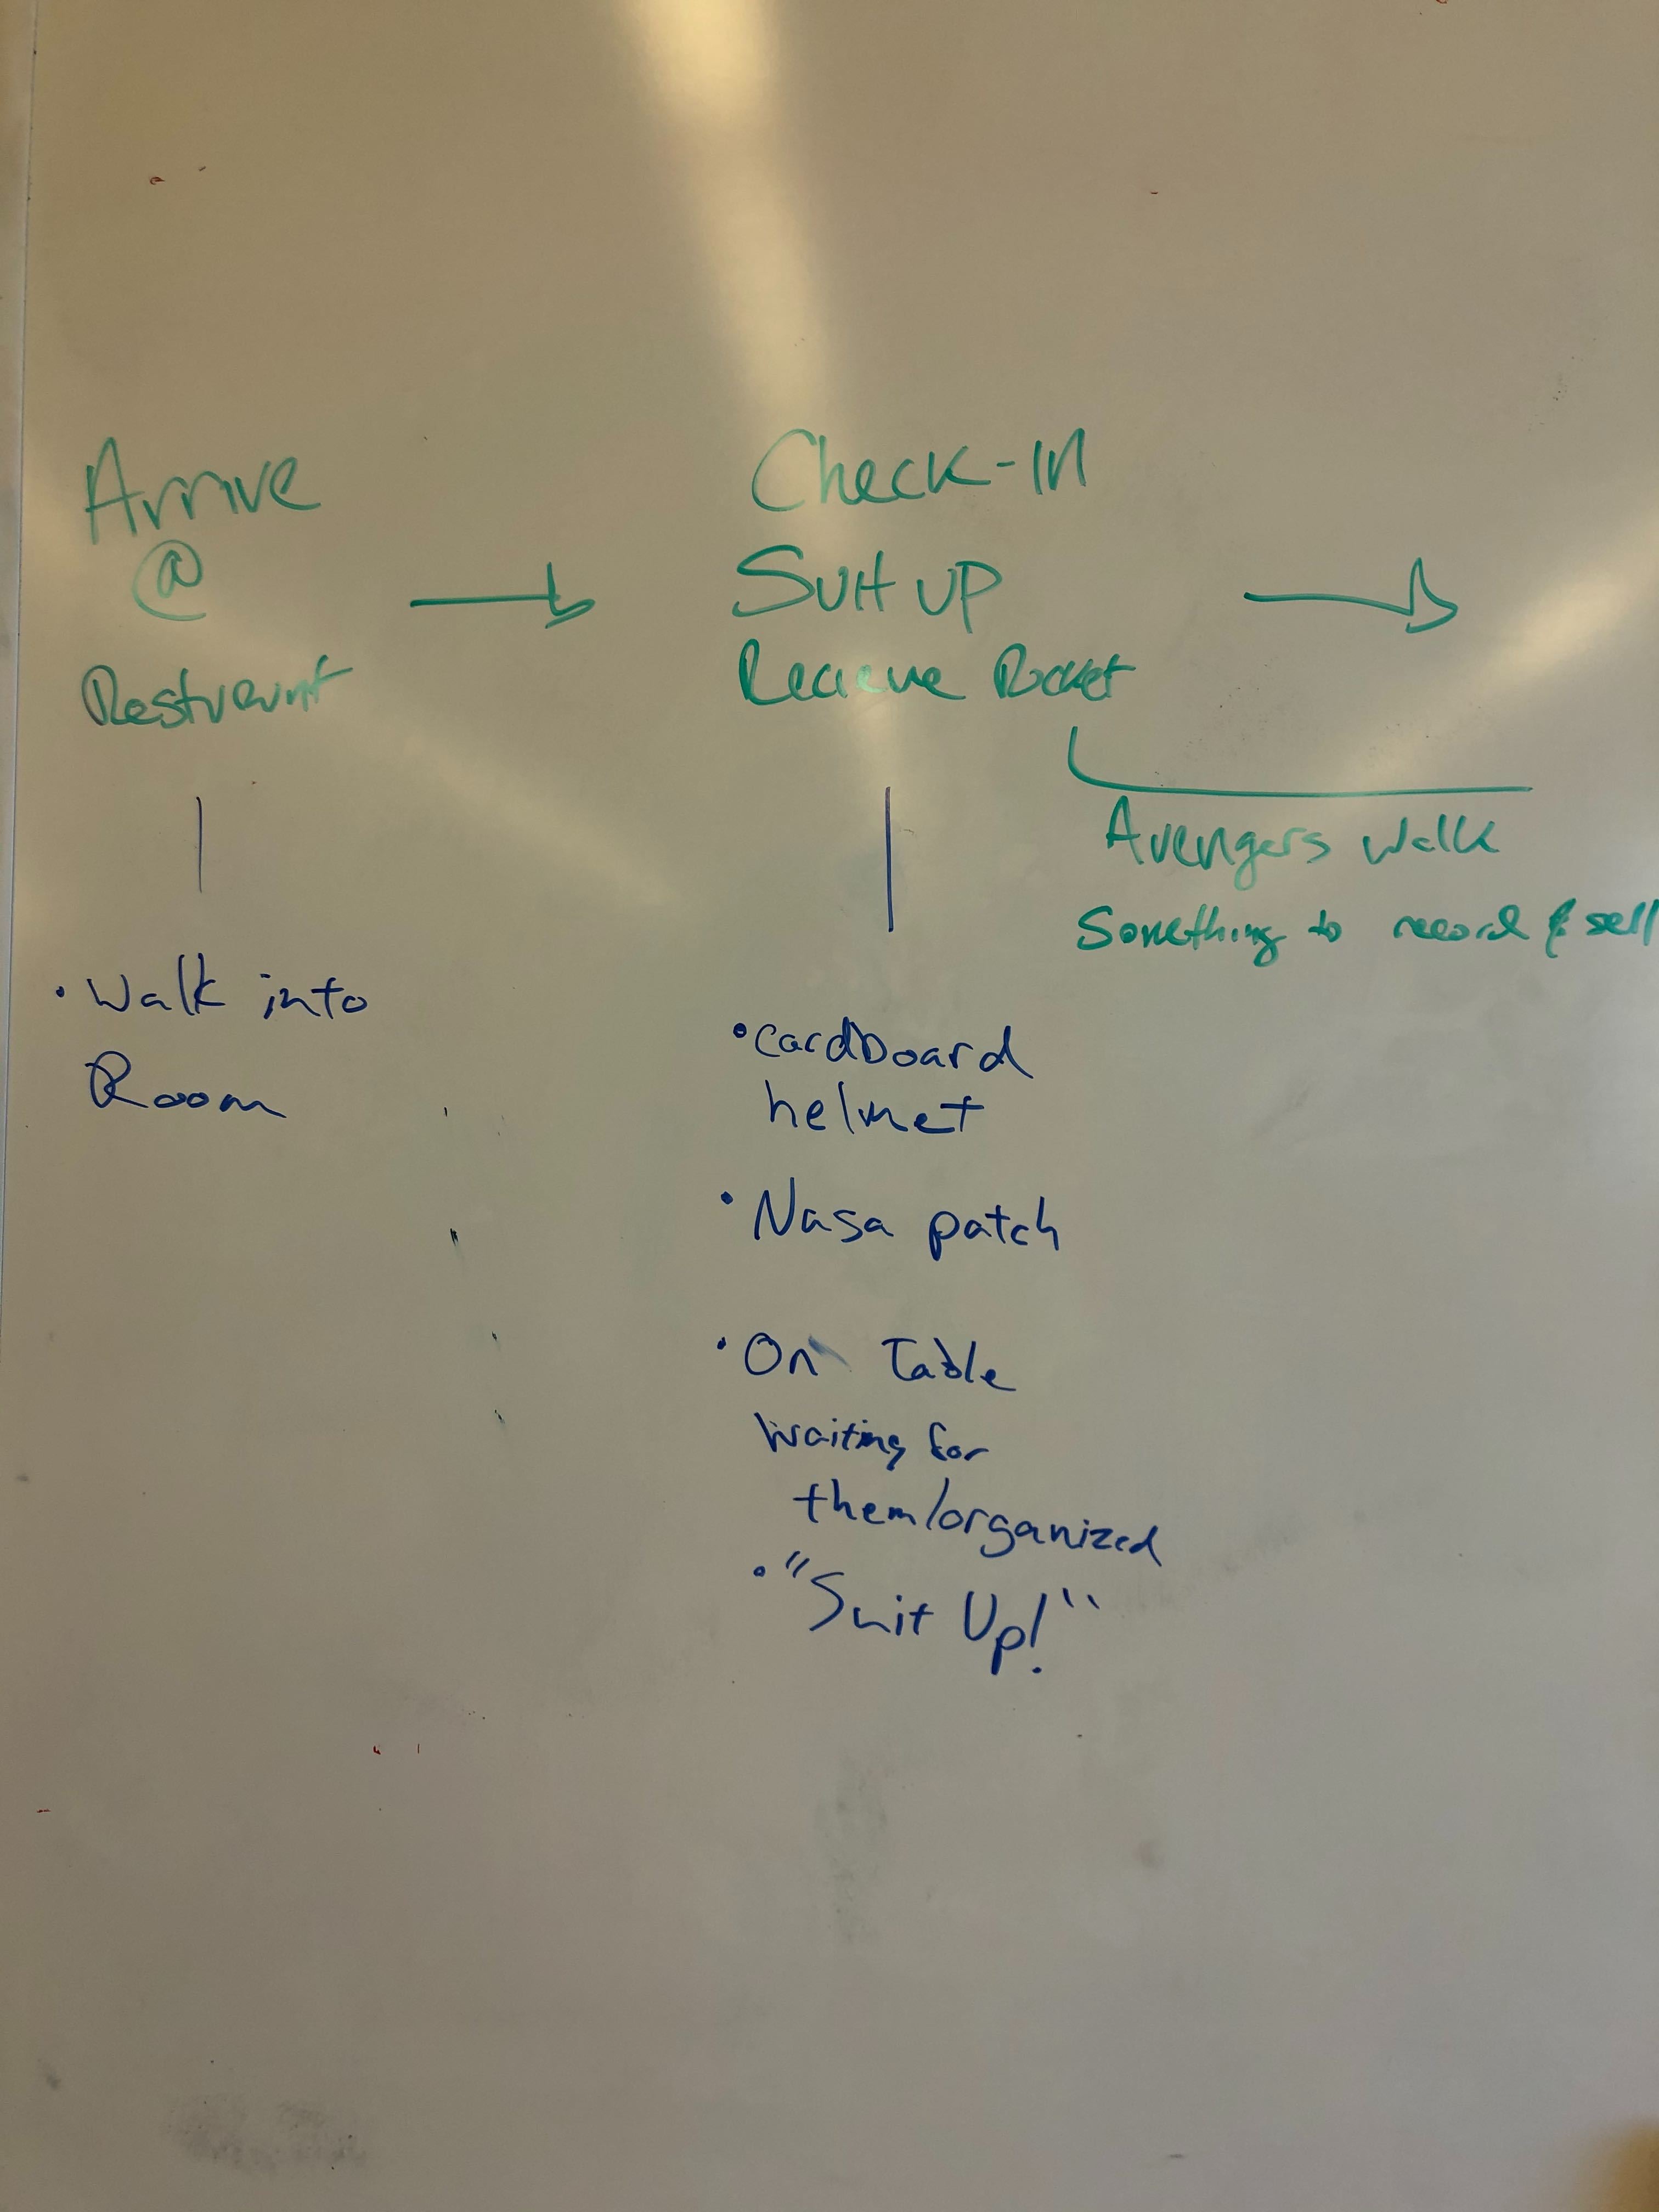 Arrive
@
Resturaunt
Check-In
Suit up
Recieve Rocket
Avengers Walk
Something to record & sell
• Walk into
Room
• Cardboard
helmet
• Nasa patch
• On Table
Waiting for
them/organized
• "Suit Up!"